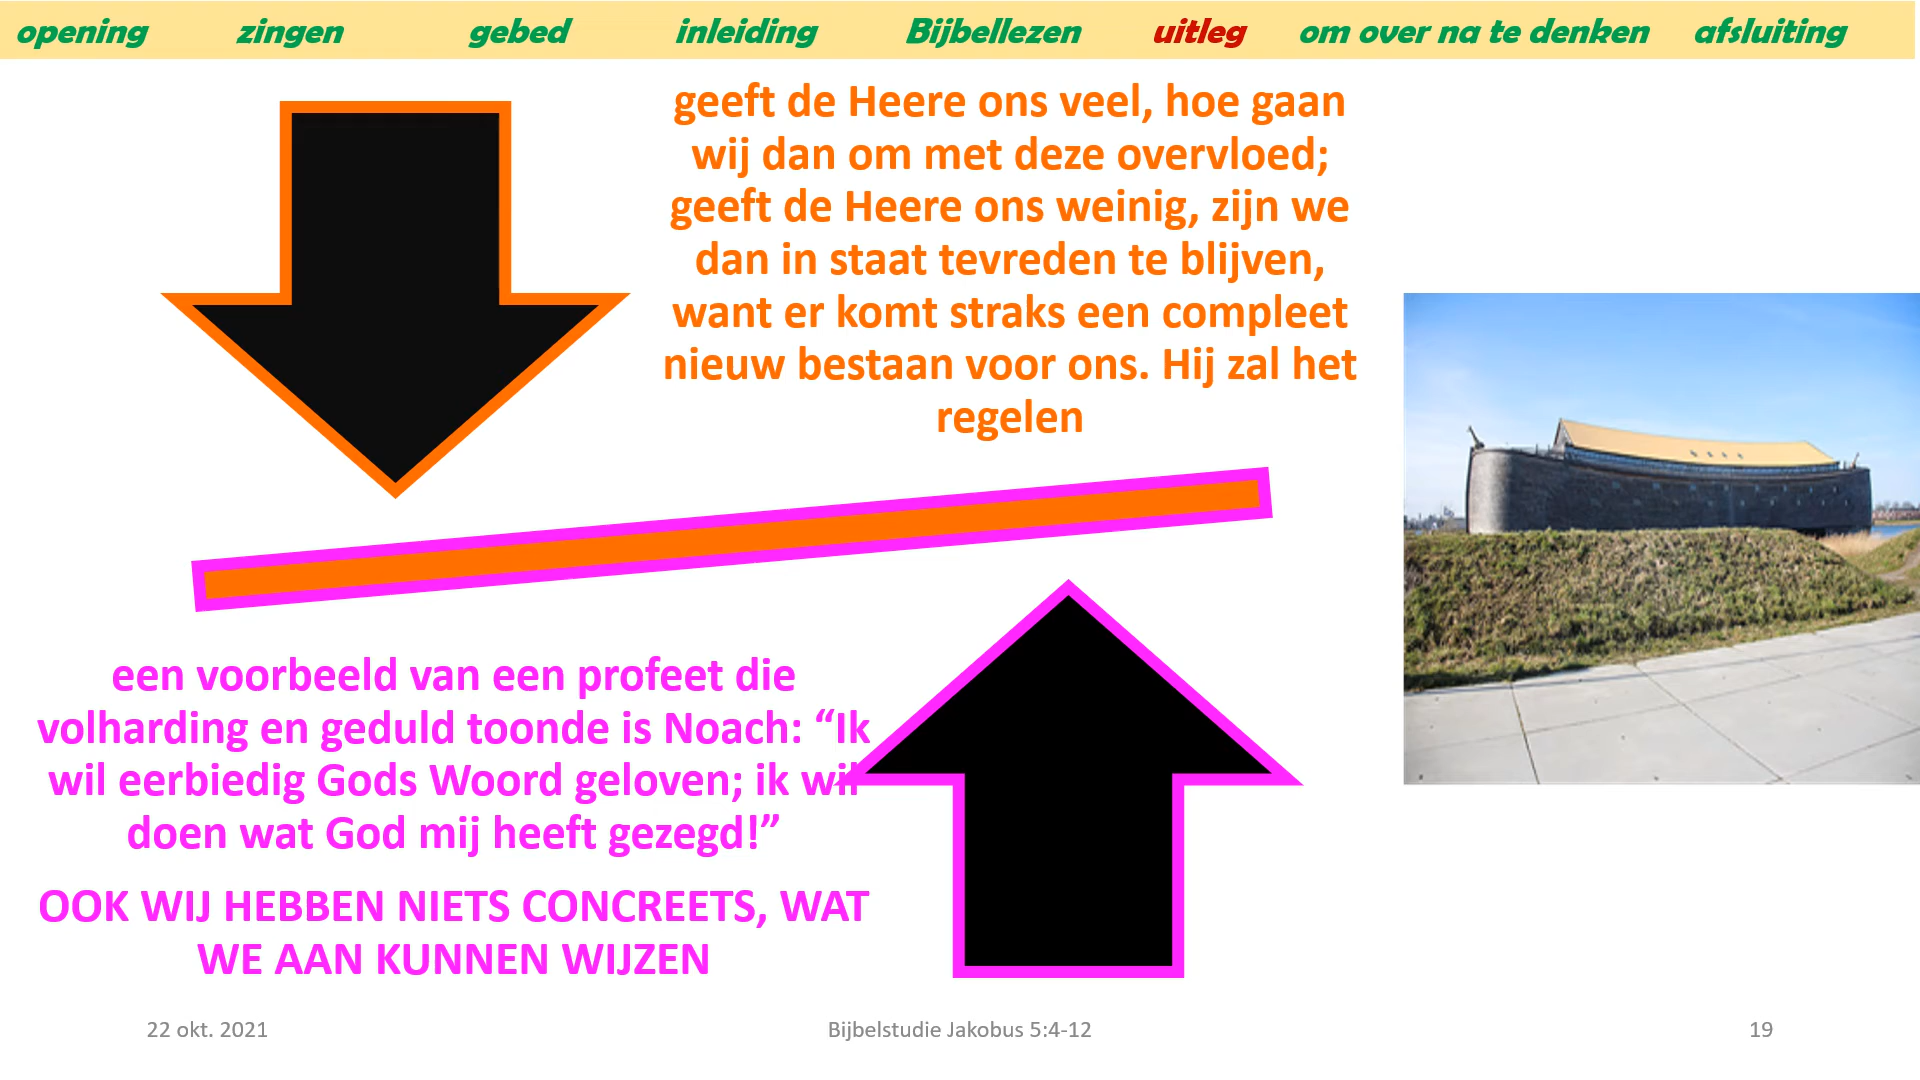 opening zingen gebed inleiding Bijbellezen uitleg om over na te denken afsluiting
geeft de Heere ons veel, hoe gaan
wij dan om met deze overvloed;
geeft de Heere ons weinig, zijn we
dan in staat tevreden te blijven,
want er komt straks een compleet
nieuw bestaan voor ons. Hij zal het
regelen
een voorbeeld van een profeet die
volharding en geduld toonde is Noach: “Ik
wil eerbiedig Gods Woord geloven; ik wil
doen wat God mij heeft gezegd!”
OOK WIJ HEBBEN NIETS CONCREETS, WAT
WE AAN KUNNEN WIJZEN
22 okt. 2021 Bijbelstudie Jakobus 5:4-12 19